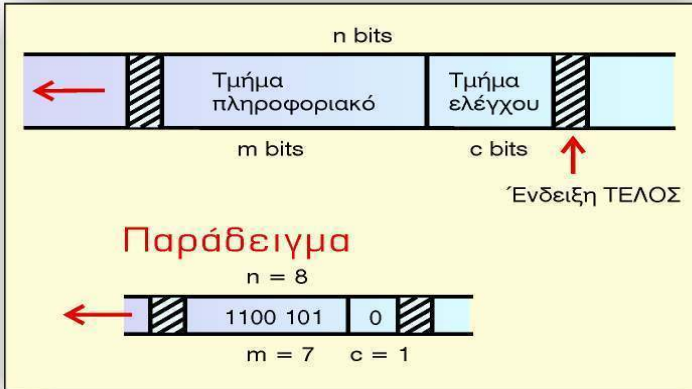 n bits
Τμήμα
πληροφοριακό
Τμήμα
ελέγχου
m bits
c bits
Ένδειξη ΤΕΛΟΣ
Παράδειγμα
n = 8
1100 101
0
m = 7
c = 1